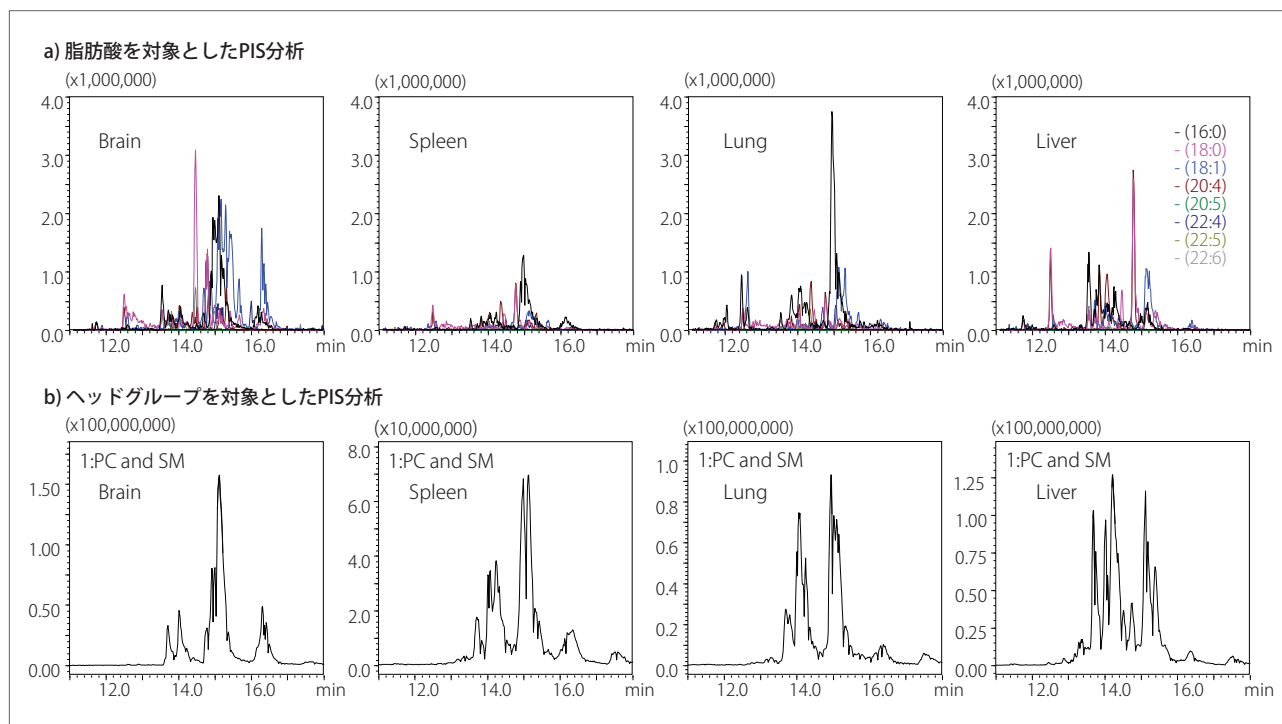 a) 脂肪酸を対象としたPIS分析
(x1,000,000) (x1,000,000) (x1,000,000) (x1,000,000)
4.0 4.0 4.0 4.0
Brain Spleen Lung Liver
- (16:0)
- (18:0)
- (18:1)
- (20:4)
- (20:5)
- (22:4)
- (22:5)
- (22:6)
3.0 3.0 3.0 3.0
2.0 2.0 2.0 2.0
1.0 1.0 1.0 1.0
0.0 0.0 0.0 0.0
12.0 14.0 16.0 min 12.0 14.0 16.0 min 12.0 14.0 16.0 min 12.0 14.0 16.0 min
b) ヘッドグループを対象としたPIS分析
(x100,000,000) (x10,000,000) (x100,000,000) (x100,000,000)
1:PC and SM 1:PC and SM 1:PC and SM 1:PC and SM
Brain Spleen Lung Liver
1.50 8.0 1.0 1.25
1.00 6.0 0.8 1.00
0.50 4.0 0.6 0.75
0.00 2.0 0.4 0.50
0.0 0.2 0.25
0 0.00
12.0 14.0 16.0 min 12.0 14.0 16.0 min 12.0 14.0 16.0 min 12.0 14.0 16.0 min